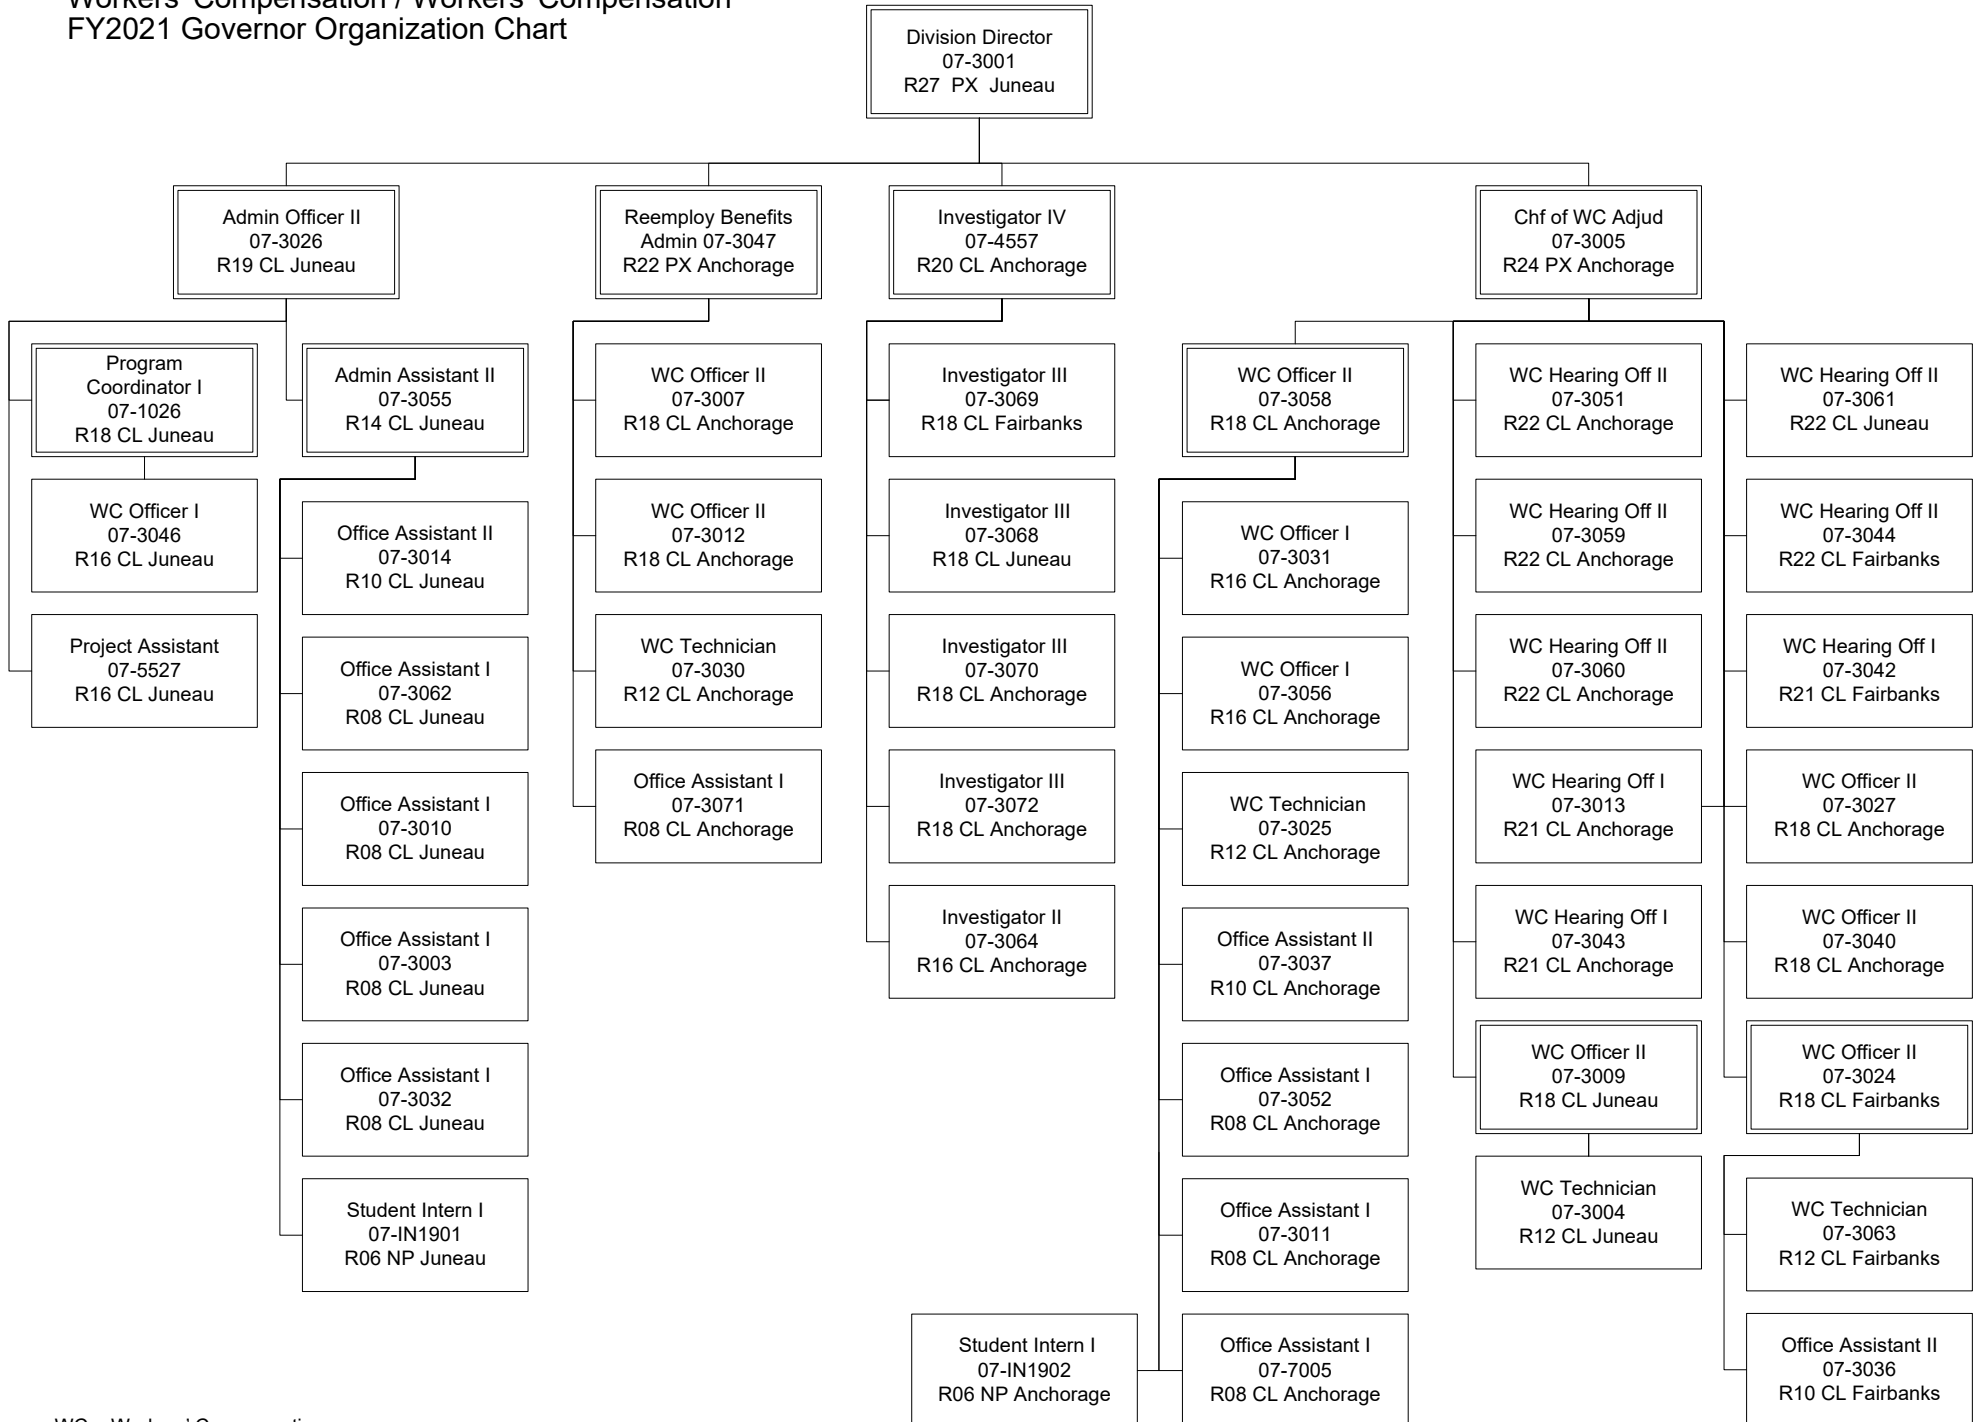 Workers' Compensation / Workers' Compensation
FY2021 Governor Organization Chart
Division Director
07-3001
R27 PX Juneau
Admin Officer II
07-3026
R19 CL Juneau
Reemploy Benefits
Admin 07-3047
R22 PX Anchorage
Investigator IV
07-4557
R20 CL Anchorage
Chf of WC Adjud
07-3005
R24 PX Anchorage
Program
Coordinator I
07-1026
R18 CL Juneau
WC Officer I
07-3046
R16 CL Juneau
Project Assistant
07-5527
R16 CL Juneau
Admin Assistant II
07-3055
R14 CL Juneau
Office Assistant II
07-3014
R10 CL Juneau
Office Assistant I
07-3062
R08 CL Juneau
Office Assistant I
07-3010
R08 CL Juneau
Office Assistant I
07-3003
R08 CL Juneau
Office Assistant I
07-3032
R08 CL Juneau
Student Intern I
07-IN1901
R06 NP Juneau
WC Officer II
07-3007
R18 CL Anchorage
WC Officer II
07-3012
R18 CL Anchorage
WC Technician
07-3030
R12 CL Anchorage
Office Assistant I
07-3071
R08 CL Anchorage
Investigator III
07-3069
R18 CL Fairbanks
Investigator III
07-3068
R18 CL Juneau
Investigator III
07-3070
R18 CL Anchorage
Investigator III
07-3072
R18 CL Anchorage
Investigator II
07-3064
R16 CL Anchorage
WC Officer II
07-3058
R18 CL Anchorage
WC Officer I
07-3031
R16 CL Anchorage
WC Officer I
07-3056
R16 CL Anchorage
WC Technician
07-3025
R12 CL Anchorage
Office Assistant II
07-3037
R10 CL Anchorage
Office Assistant I
07-3052
R08 CL Anchorage
Office Assistant I
07-3011
R08 CL Anchorage
Student Intern I
07-IN1902
R06 NP Anchorage
Office Assistant I
07-7005
R08 CL Anchorage
WC Hearing Off II
07-3051
R22 CL Anchorage
WC Hearing Off II
07-3059
R22 CL Anchorage
WC Hearing Off II
07-3060
R22 CL Anchorage
WC Hearing Off I
07-3013
R21 CL Anchorage
WC Hearing Off I
07-3043
R21 CL Anchorage
WC Officer II
07-3009
R18 CL Juneau
WC Technician
07-3004
R12 CL Juneau
WC Hearing Off II
07-3061
R22 CL Juneau
WC Hearing Off II
07-3044
R22 CL Fairbanks
WC Hearing Off I
07-3042
R21 CL Fairbanks
WC Officer II
07-3027
R18 CL Anchorage
WC Officer II
07-3040
R18 CL Anchorage
WC Officer II
07-3024
R18 CL Fairbanks
WC Technician
07-3063
R12 CL Fairbanks
Office Assistant II
07-3036
R10 CL Fairbanks